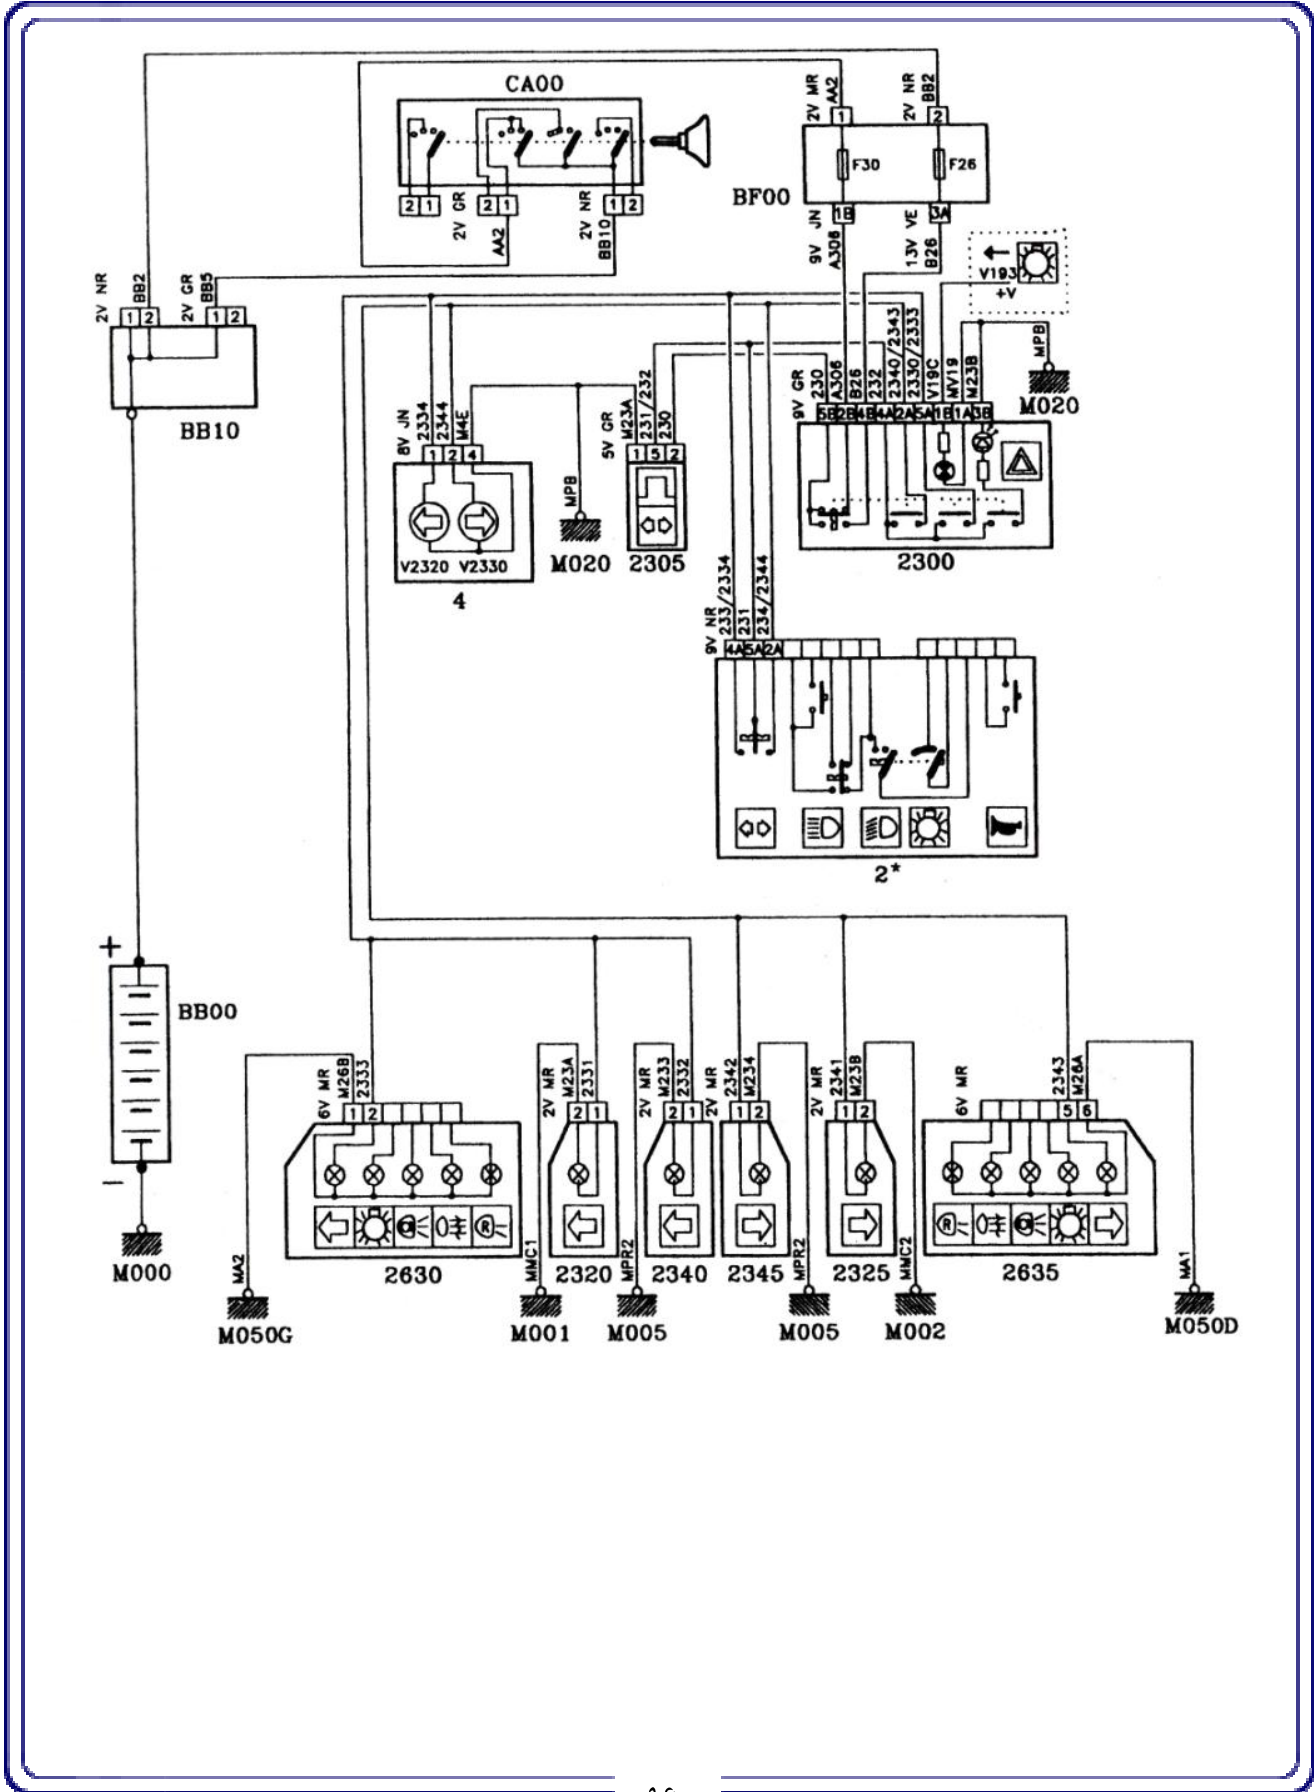 CA00
2V GR
AA2
2V NR
BB10
2 1
2 1
1 2
2V MR
AA2
2V NR
BB2
1
2
F30
F26
BF00
1B
3A
9V JN
A306
13V VE
B26
V193
+V
2V NR
BB2
2V GR
BB5
1 2
1 2
BB10
8V JN
2334
2344
M4E
1 2 4
V2320 V2330
4
MPB
M020
5V GR
M23A
231/232
230
1 5 2
2305
9V GR
230
A306
B26
232
2340/2343
2330/2333
V19C
MV19
M23B
5B 2B 4B 4A 2A 5A 1B 1A 3B
2300
MPB
M020
9V NR
233/2334
231
234/2344
4A 5A 2A
2*
+
BB00
−
M000
6V MR
M26B
2333
1 2
R
2630
MA2
M050G
2V MR
M23A
2331
2 1
2320
MMC1
M001
2V MR
M233
2332
2 1
2340
MPR2
M005
2V MR
2342
M234
1 2
2345
MPR2
M005
2V MR
2341
M23B
1 2
2325
MMC2
M002
6V MR
2343
M26A
5 6
R
2635
MA1
M050D